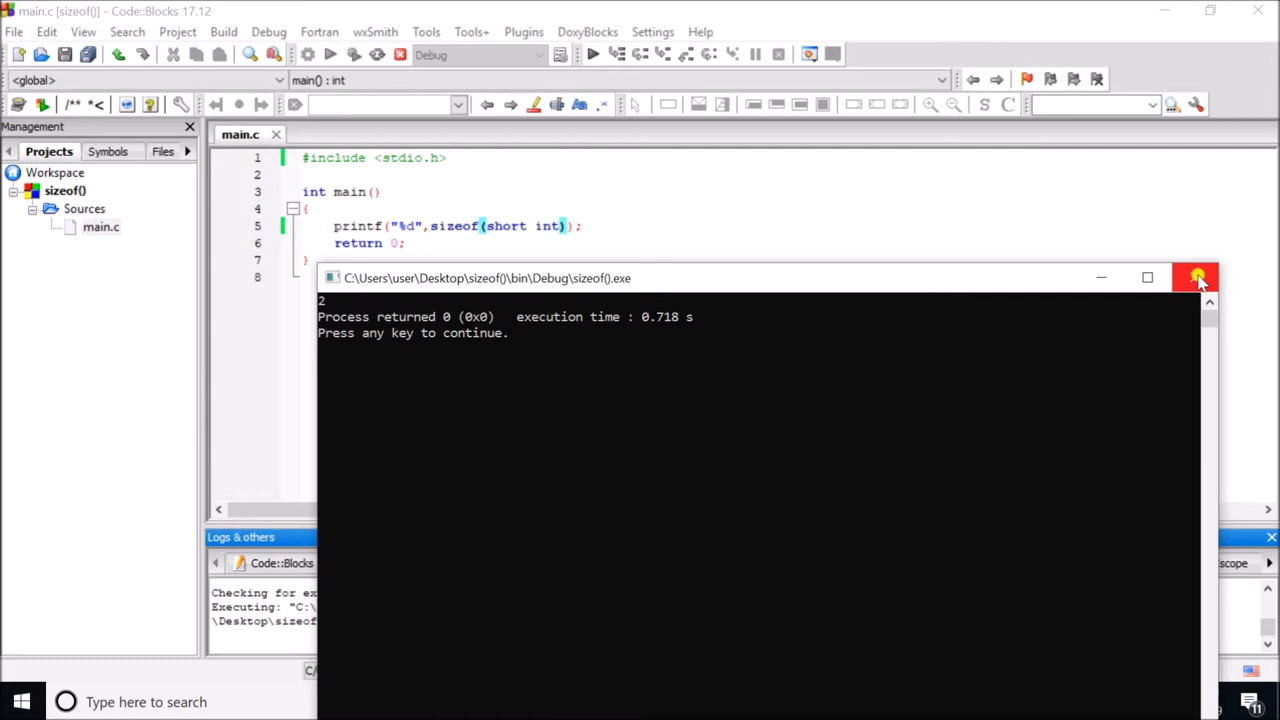 main.c [sizeof()] - Code::Blocks 17.12
File Edit View Search Project Build Debug Fortran wxSmith Tools Tools+ Plugins DoxyBlocks Settings Help
Debug
<global> main() : int
/** *<
S C
Management
main.c
Projects Symbols Files
Workspace
sizeof()
Sources
main.c
1 #include <stdio.h>
2
3 int main()
4 {
5 printf("%d",sizeof(short int));
6 return 0;
7 }
8
C:\Users\user\Desktop\sizeof()\bin\Debug\sizeof().exe
2
Process returned 0 (0x0) execution time : 0.718 s
Press any key to continue.
Logs & others
Code::Blocks
scope
Checking for ex
Executing: "C:\
\Desktop\sizeof
C/
Type here to search
11